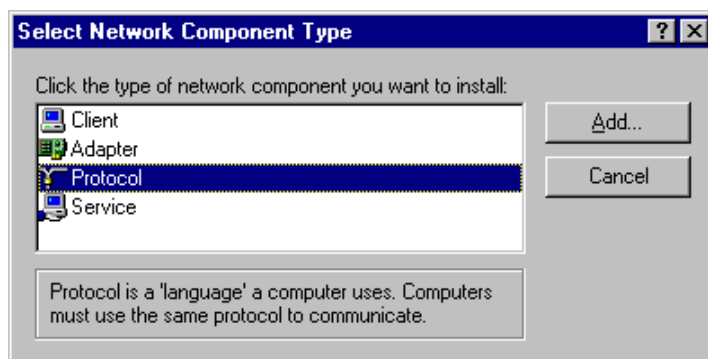 Select Network Component Type
Click the type of network component you want to install:
Client
Adapter
Protocol
Service
Add...
Cancel
Protocol is a 'language' a computer uses. Computers
must use the same protocol to communicate.